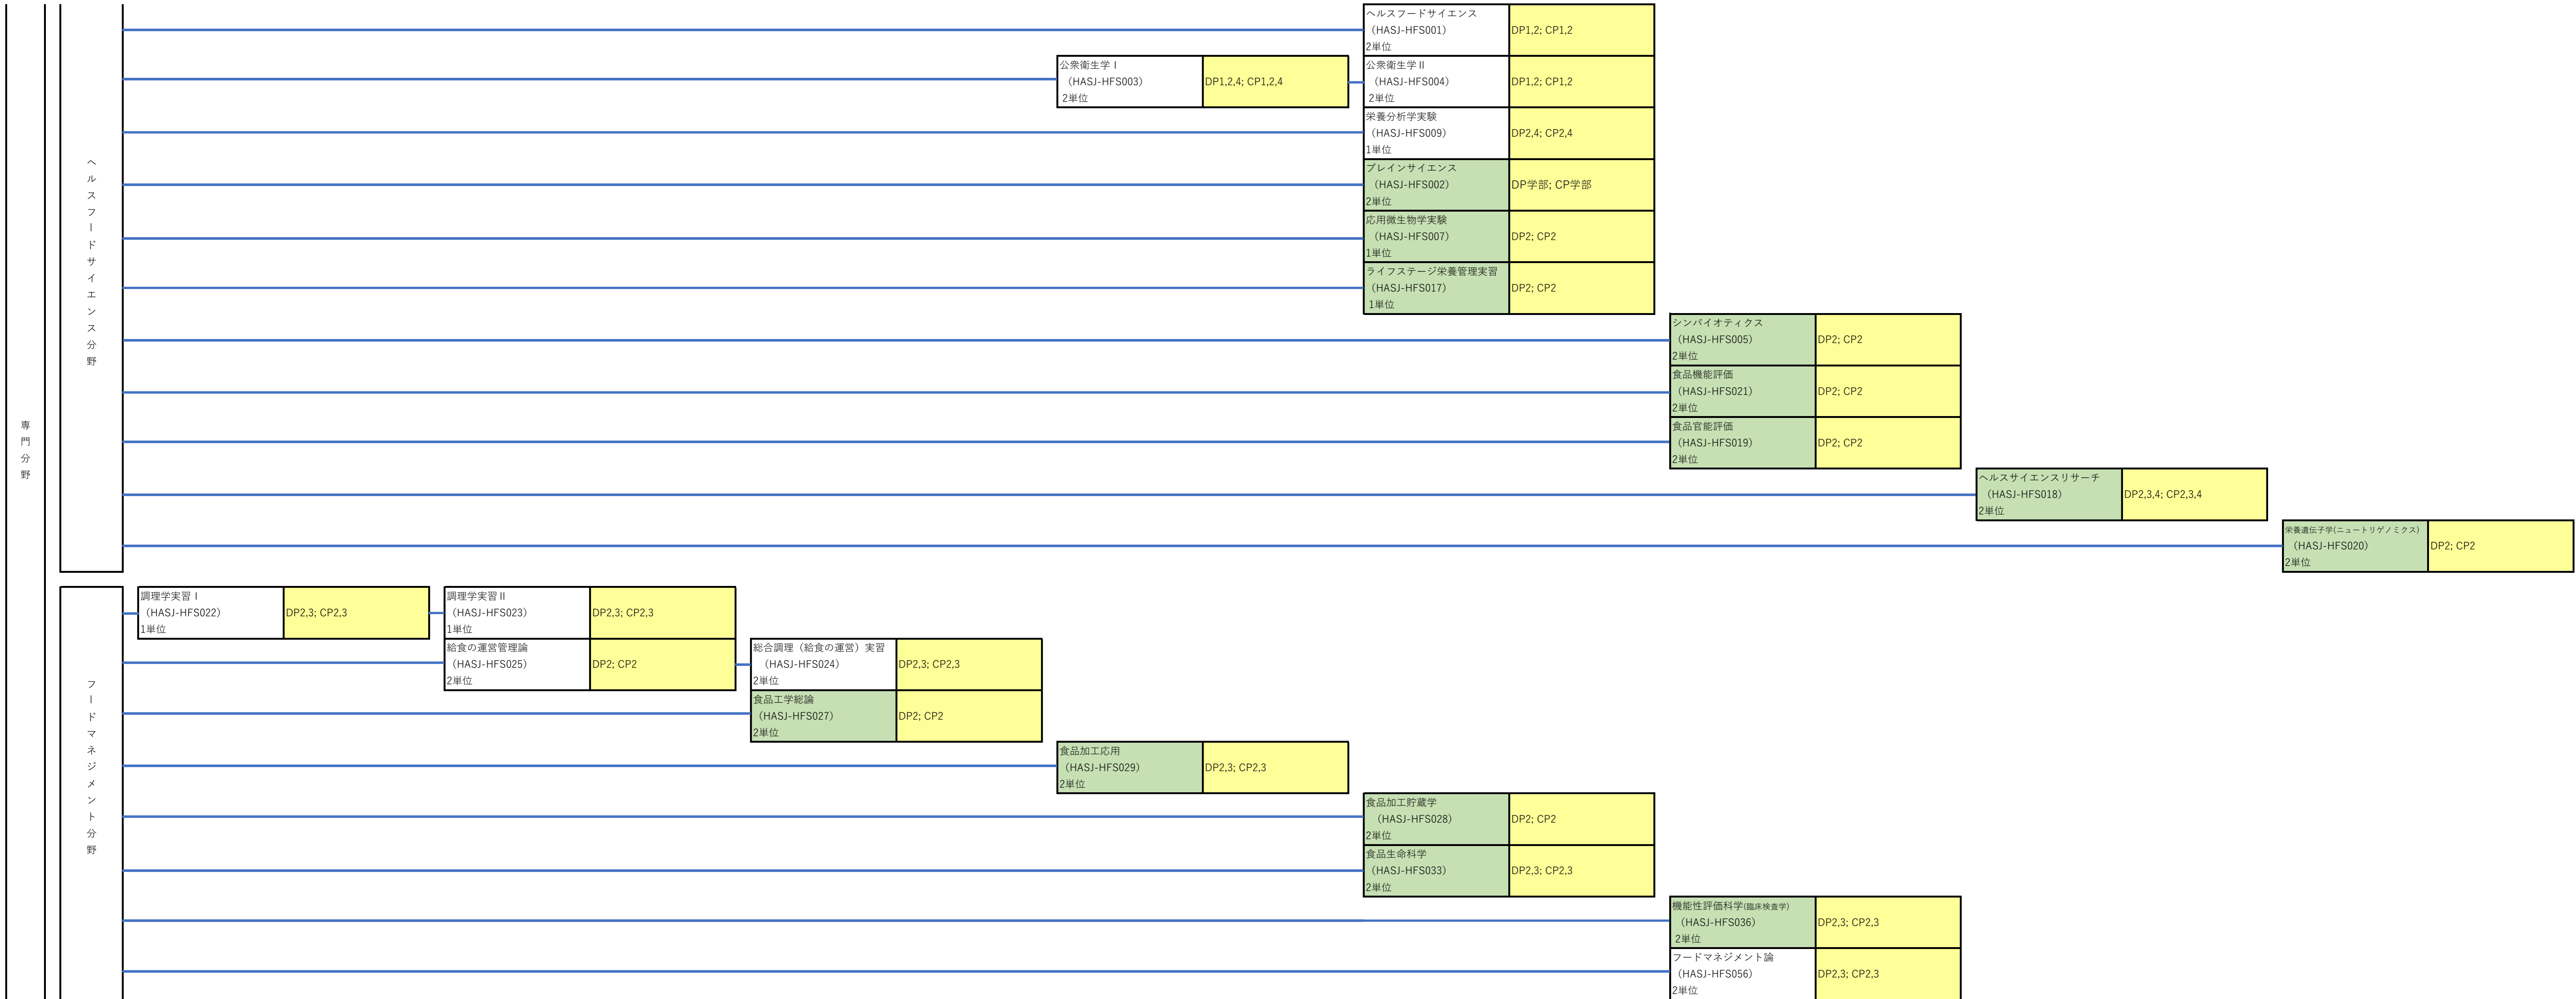 専門分野
ヘルスフードサイエンス分野
ヘルスフードサイエンス
（HASJ-HFS001）
2単位
DP1,2; CP1,2
公衆衛生学Ⅰ
（HASJ-HFS003）
2単位
DP1,2,4; CP1,2,4
公衆衛生学Ⅱ
（HASJ-HFS004）
2単位
DP1,2; CP1,2
栄養分析学実験
（HASJ-HFS009）
1単位
DP2,4; CP2,4
ブレインサイエンス
（HASJ-HFS002）
2単位
DP学部; CP学部
応用微生物学実験
（HASJ-HFS007）
1単位
DP2; CP2
ライフステージ栄養管理実習
（HASJ-HFS017）
1単位
DP2; CP2
シンバイオティクス
（HASJ-HFS005）
2単位
DP2; CP2
食品機能評価
（HASJ-HFS021）
2単位
DP2; CP2
食品官能評価
（HASJ-HFS019）
2単位
DP2; CP2
ヘルスサイエンスリサーチ
（HASJ-HFS018）
2単位
DP2,3,4; CP2,3,4
栄養遺伝子学(ニュートリゲノミクス)
（HASJ-HFS020）
2単位
DP2; CP2
フードマネジメント分野
調理学実習Ⅰ
（HASJ-HFS022）
1単位
DP2,3; CP2,3
調理学実習Ⅱ
（HASJ-HFS023）
1単位
DP2,3; CP2,3
給食の運営管理論
（HASJ-HFS025）
2単位
DP2; CP2
総合調理（給食の運営）実習
（HASJ-HFS024）
2単位
DP2,3; CP2,3
食品工学総論
（HASJ-HFS027）
2単位
DP2; CP2
食品加工応用
（HASJ-HFS029）
2単位
DP2,3; CP2,3
食品加工貯蔵学
（HASJ-HFS028）
2単位
DP2; CP2
食品生命科学
（HASJ-HFS033）
2単位
DP2,3; CP2,3
機能性評価科学(臨床検査学)
（HASJ-HFS036）
2単位
DP2,3; CP2,3
フードマネジメント論
（HASJ-HFS056）
2単位
DP2,3; CP2,3